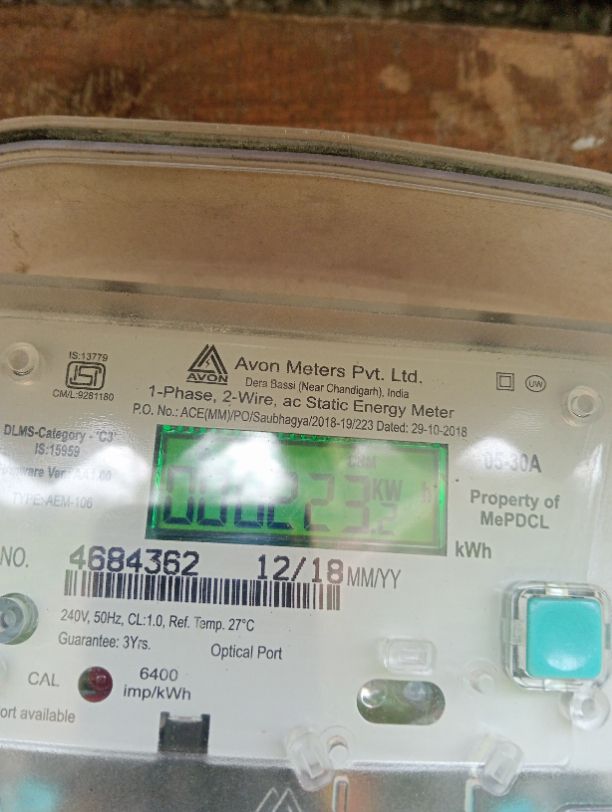 IS:13779
ISI
CM/L:9281180
AVON
Avon Meters Pvt. Ltd.
Dera Bassi (Near Chandigarh), India
1-Phase, 2-Wire, ac Static Energy Meter
P.O. No.: ACE(MM)/PO/Saubhagya/2018-19/223 Dated: 29-10-2018
UW
DLMS-Category - 'C3'
IS:15959
TYPE:AEM-106
CUM
KW h
05-30A
Property of
MePDCL
kWh
NO. 4684362 12/18 MM/YY
240V, 50Hz, CL:1.0, Ref. Temp. 27°C
Guarantee: 3Yrs.
Optical Port
CAL
6400
imp/kWh
ort available